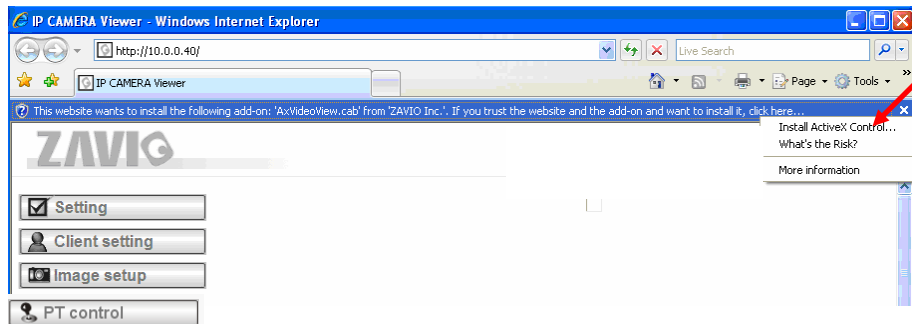 IP CAMERA Viewer - Windows Internet Explorer
http://10.0.0.40/
Live Search
IP CAMERA Viewer
Page
Tools
»
This website wants to install the following add-on: 'AxVideoView.cab' from 'ZAVIO Inc.'. If you trust the website and the add-on and want to install it, click here...
Install ActiveX Control...
What's the Risk?
More information
ZAVIO
Setting
Client setting
Image setup
PT control